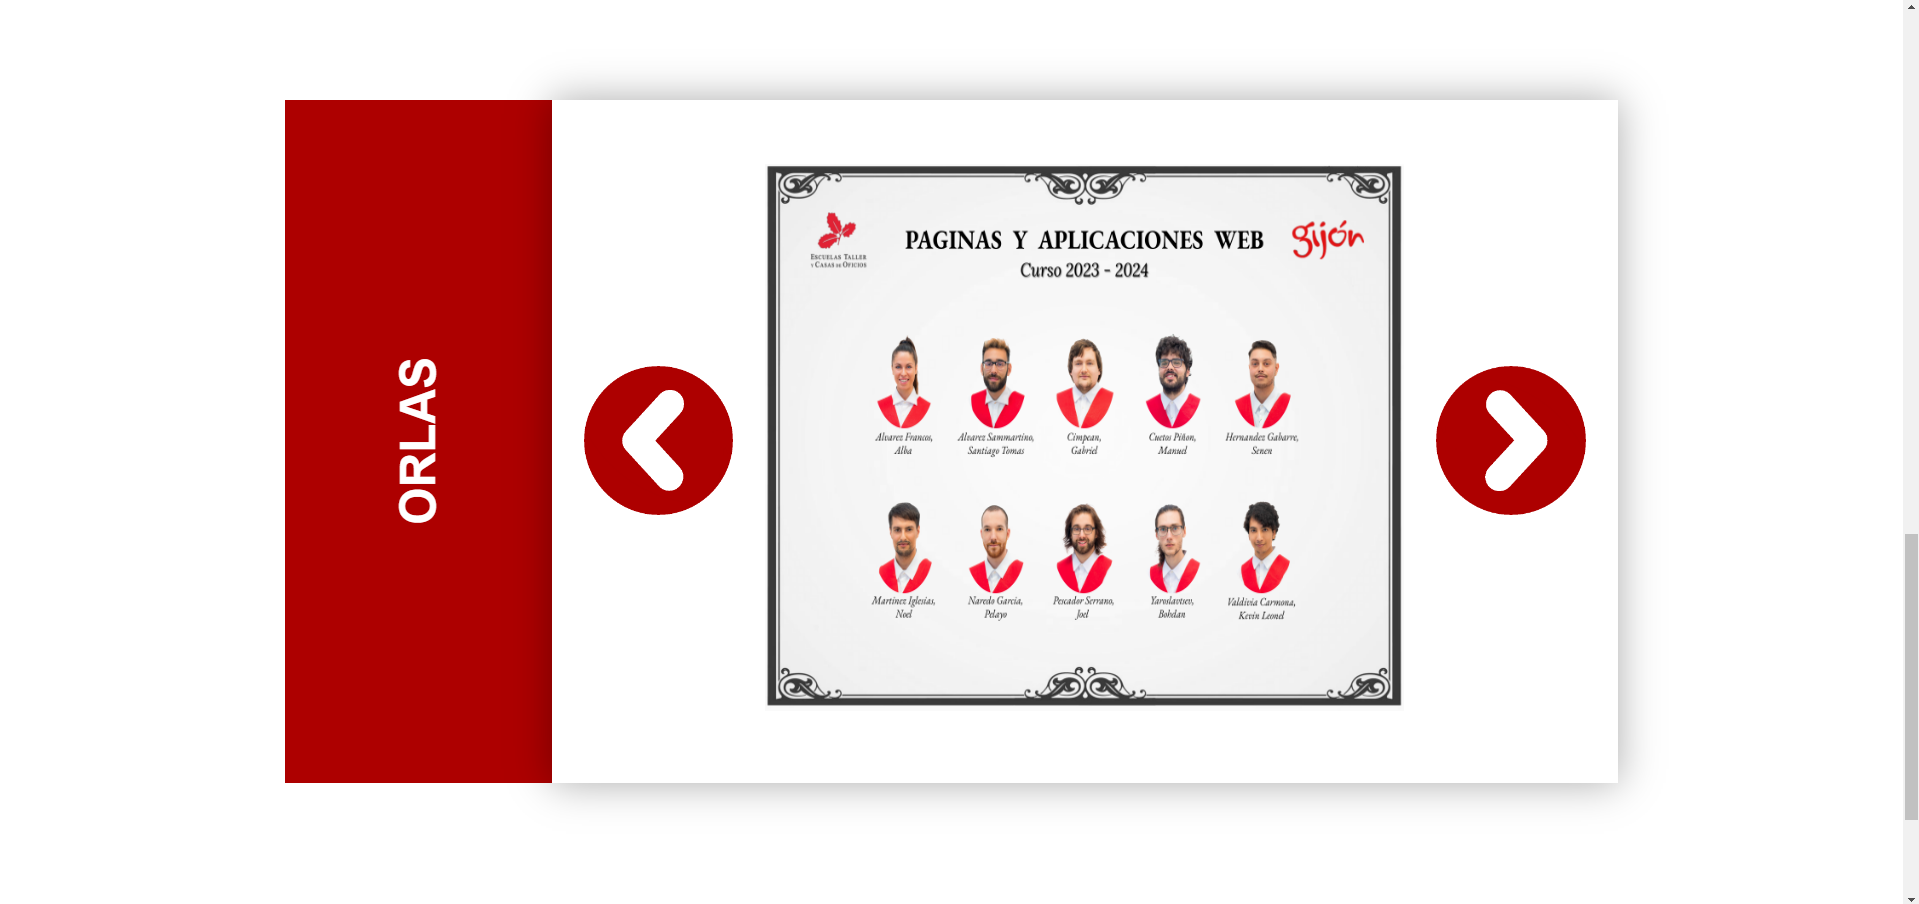 ORLAS
ESCUELAS TALLER
Y CASAS DE OFICIOS
PAGINAS Y APLICACIONES WEB
Curso 2023 - 2024
gijón
Alvarez Francos,
Alba
Alvarez Sammartino,
Santiago Tomas
Cimpean,
Gabriel
Cuetos Piñon,
Manuel
Hernandez Gabarre,
Senen
Martinez Iglesias,
Noel
Naredo Garcia,
Pelayo
Pescador Serrano,
Joel
Yaroslavtsev,
Bohdan
Valdivia Carmona,
Kevin Leonel